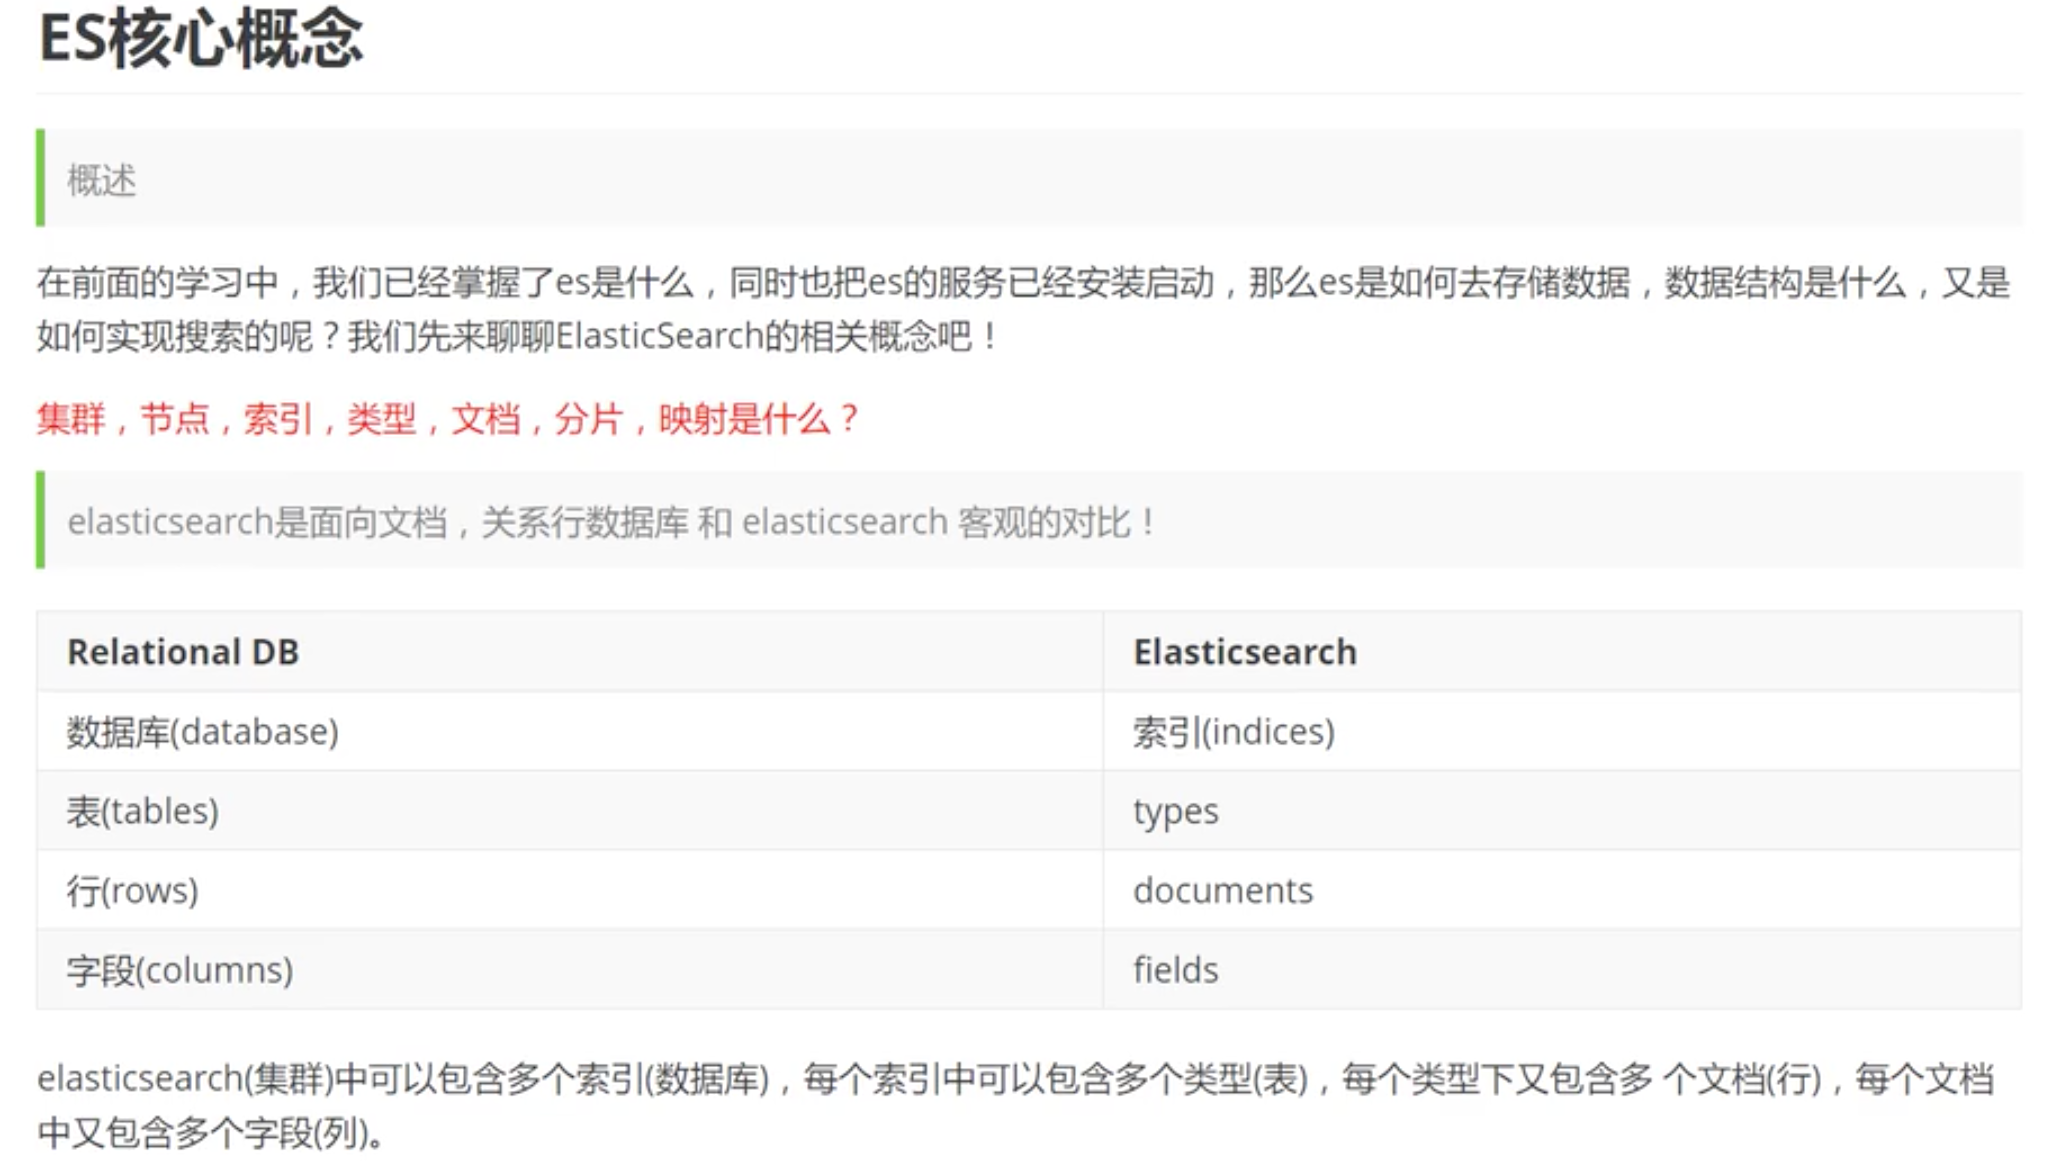 ES核心概念
概述
在前面的学习中，我们已经掌握了es是什么，同时也把es的服务已经安装启动，那么es是如何去存储数据，数据结构是什么，又是
如何实现搜索的呢？我们先来聊聊ElasticSearch的相关概念吧！
集群，节点，索引，类型，文档，分片，映射是什么？
elasticsearch是面向文档，关系行数据库 和 elasticsearch 客观的对比！
Relational DB Elasticsearch
数据库(database) 索引(indices)
表(tables) types
行(rows) documents
字段(columns) fields
elasticsearch(集群)中可以包含多个索引(数据库)，每个索引中可以包含多个类型(表)，每个类型下又包含多 个文档(行)，每个文档
中又包含多个字段(列)。